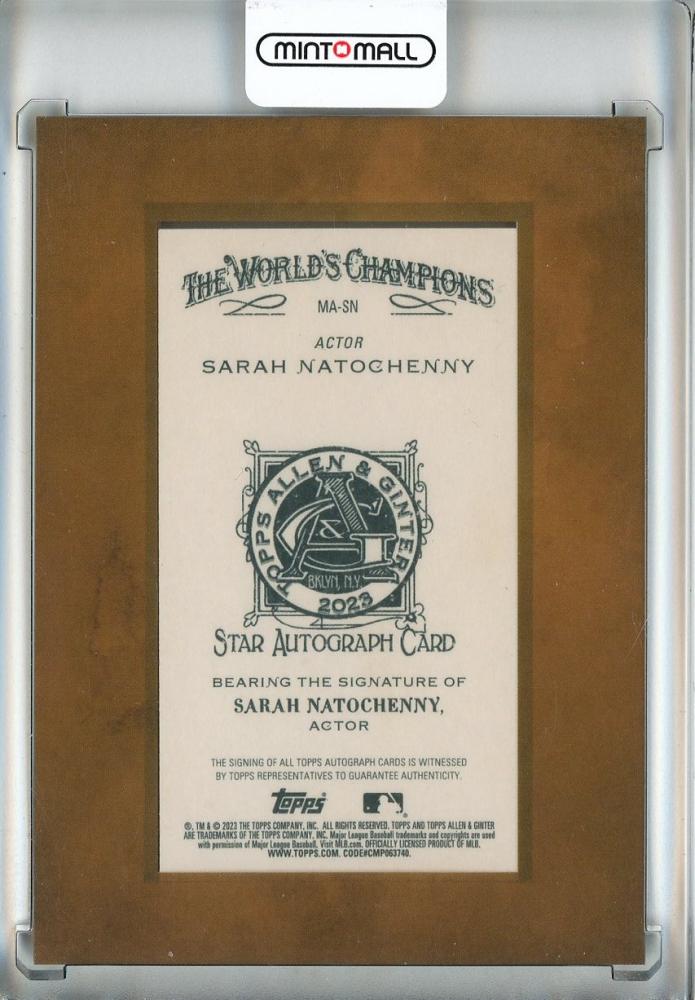 MINT MALL
THE WORLD'S CHAMPIONS
MA-SN
ACTOR
SARAH NATOCHENNY
TOPPS ALLEN & GINTER
A&G
BKLYN, N.Y.
2023
STAR AUTOGRAPH CARD
BEARING THE SIGNATURE OF
SARAH NATOCHENNY,
ACTOR
THE SIGNING OF ALL TOPPS AUTOGRAPH CARDS IS WITNESSED
BY TOPPS REPRESENTATIVES TO GUARANTEE AUTHENTICITY.
topps
®, TM & © 2023 THE TOPPS COMPANY, INC. ALL RIGHTS RESERVED. TOPPS AND TOPPS ALLEN & GINTER
ARE TRADEMARKS OF THE TOPPS COMPANY, INC. Major League Baseball trademarks and copyrights are used
with permission of Major League Baseball. Visit MLB.com. OFFICIALLY LICENSED PRODUCT OF MLB.
WWW.TOPPS.COM. CODE#CMP063740.